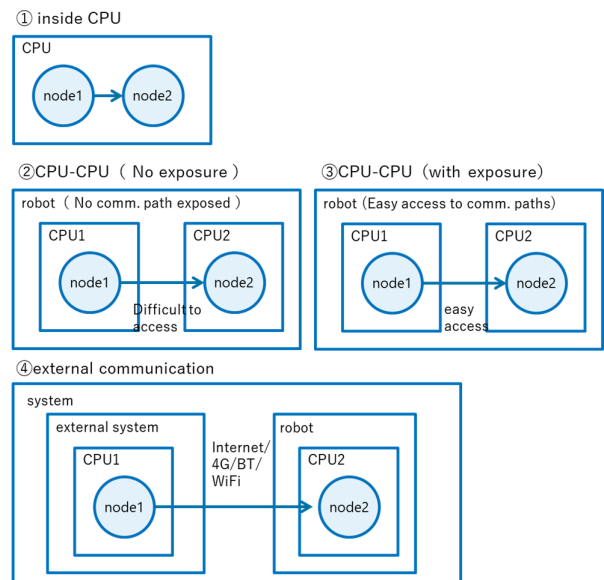 ① inside CPU
CPU
node1
node2
②CPU-CPU（ No exposure ）
③CPU-CPU（with exposure)
robot（ No comm. path exposed ）
CPU1
CPU2
node1
node2
Difficult to
access
robot (Easy access to comm. paths)
CPU1
CPU2
node1
node2
easy
access
④external communication
system
external system
robot
CPU1
Internet/
4G/BT/
WiFi
CPU2
node1
node2